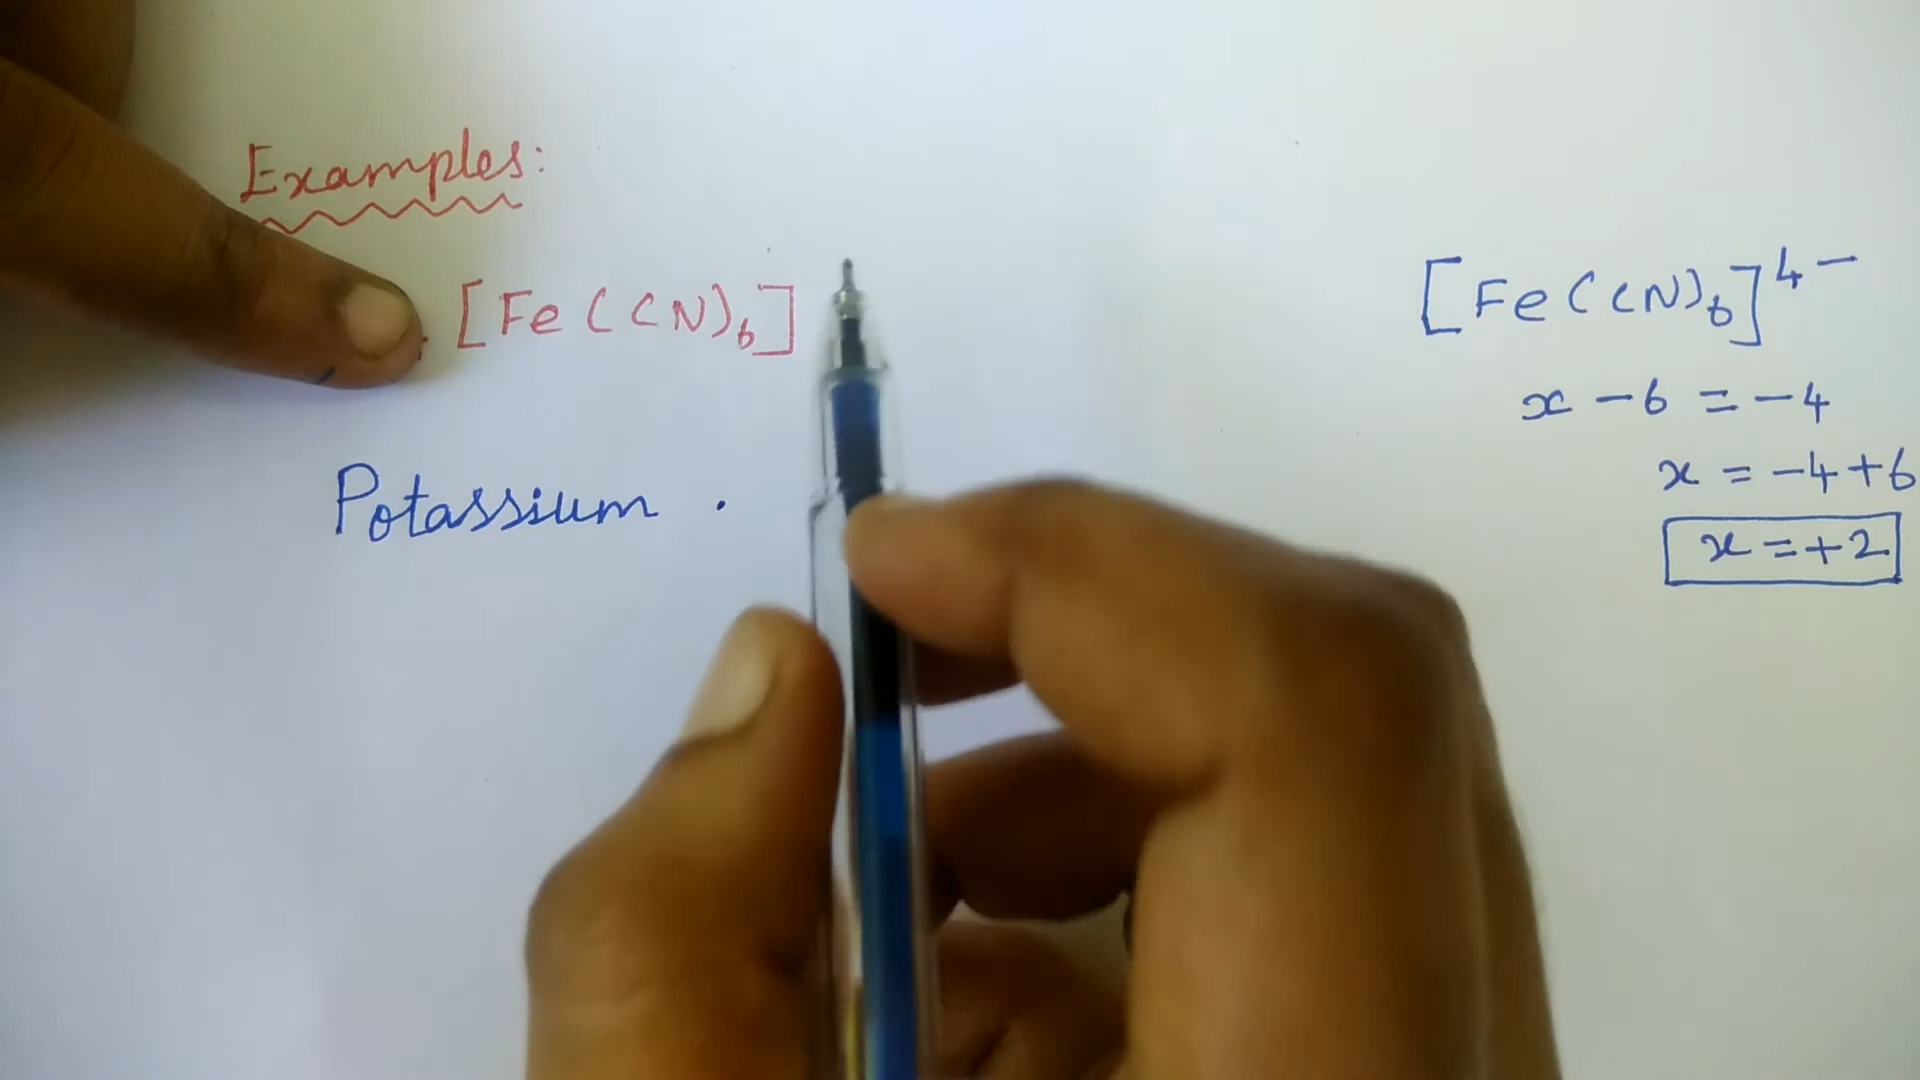 Examples:
[Fe(CN)6]
Potassium .
[Fe(CN)6]4-
x - 6 = -4
x = -4+6
x = +2